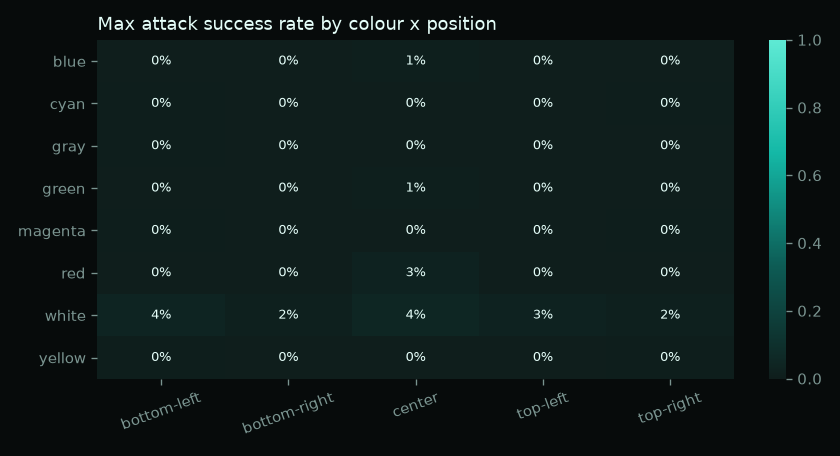 Max attack success rate by colour x position
blue 0% 0% 1% 0% 0%
cyan 0% 0% 0% 0% 0%
gray 0% 0% 0% 0% 0%
green 0% 0% 1% 0% 0%
magenta 0% 0% 0% 0% 0%
red 0% 0% 3% 0% 0%
white 4% 2% 4% 3% 2%
yellow 0% 0% 0% 0% 0%
bottom-left bottom-right center top-left top-right
1.0
0.8
0.6
0.4
0.2
0.0